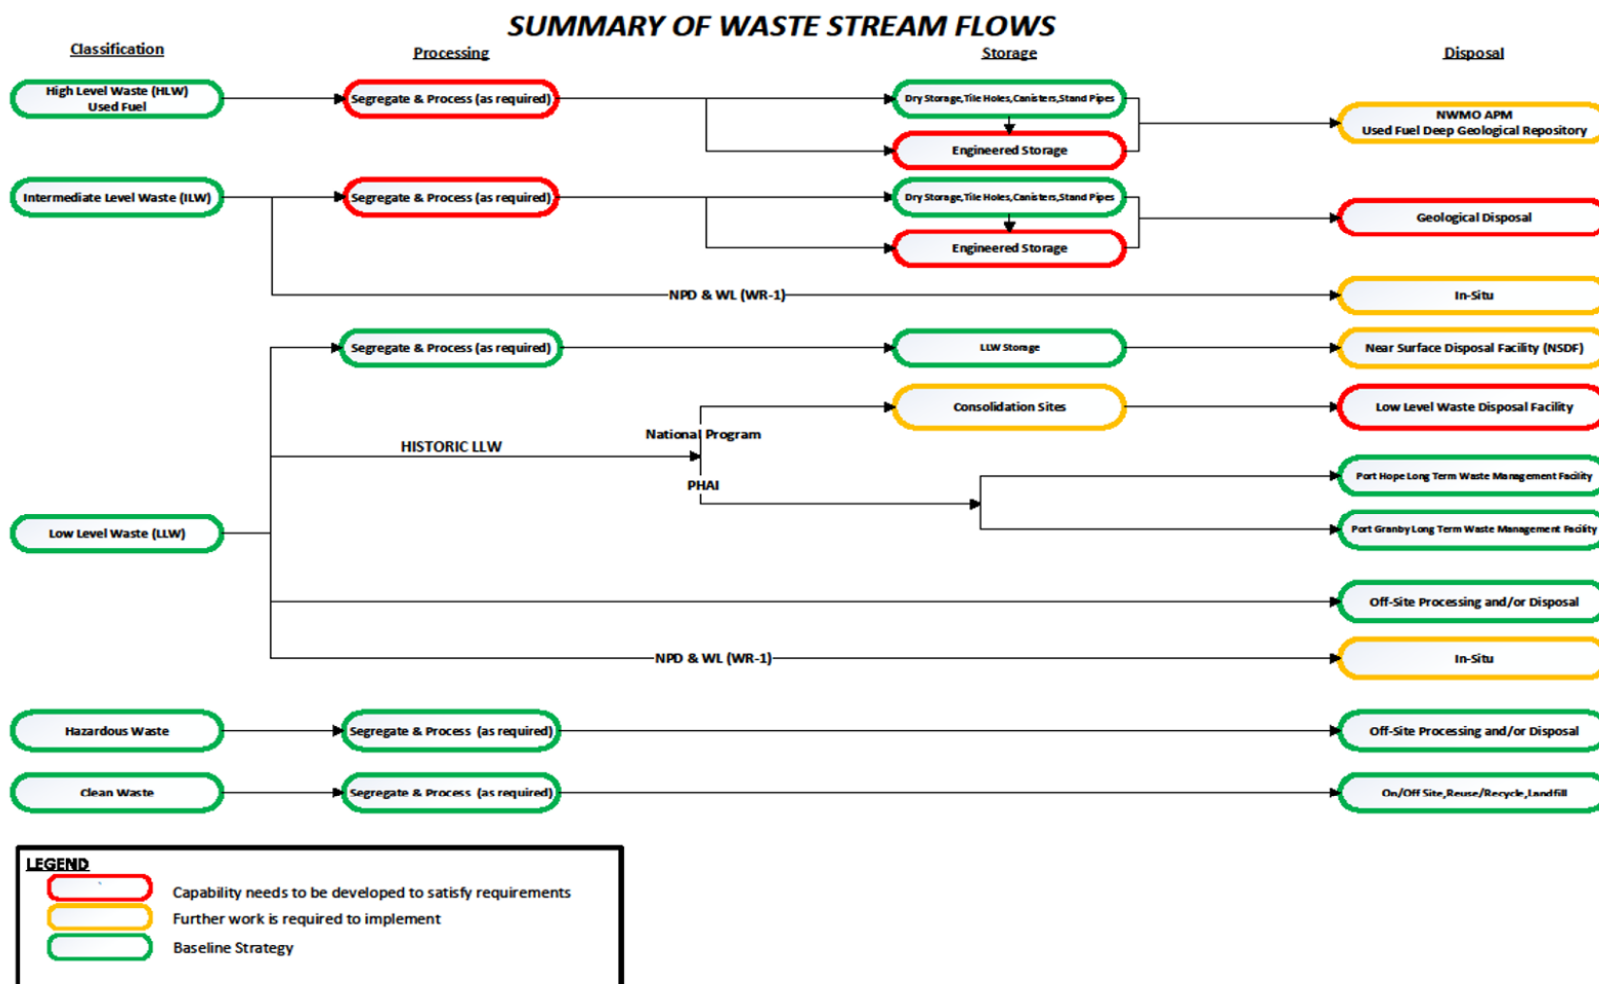 SUMMARY OF WASTE STREAM FLOWS
Classification
Processing
Storage
Disposal
High Level Waste (HLW)
Used Fuel
Segregate & Process (as required)
Dry Storage,Tile Holes,Canisters,Stand Pipes
Engineered Storage
NWMO APM
Used Fuel Deep Geological Repository
Intermediate Level Waste (ILW)
Segregate & Process (as required)
Dry Storage,Tile Holes,Canisters,Stand Pipes
Engineered Storage
Geological Disposal
NPD & WL (WR-1)
In-Situ
Segregate & Process (as required)
LLW Storage
Near Surface Disposal Facility (NSDF)
Consolidation Sites
Low Level Waste Disposal Facility
National Program
HISTORIC LLW
PHAI
Port Hope Long Term Waste Management Facility
Port Granby Long Term Waste Management Facility
Low Level Waste (LLW)
Off-Site Processing and/or Disposal
NPD & WL (WR-1)
In-Situ
Hazardous Waste
Segregate & Process (as required)
Off-Site Processing and/or Disposal
Clean Waste
Segregate & Process (as required)
On/Off Site,Reuse/Recycle,Landfill
LEGEND
Capability needs to be developed to satisfy requirements
Further work is required to implement
Baseline Strategy